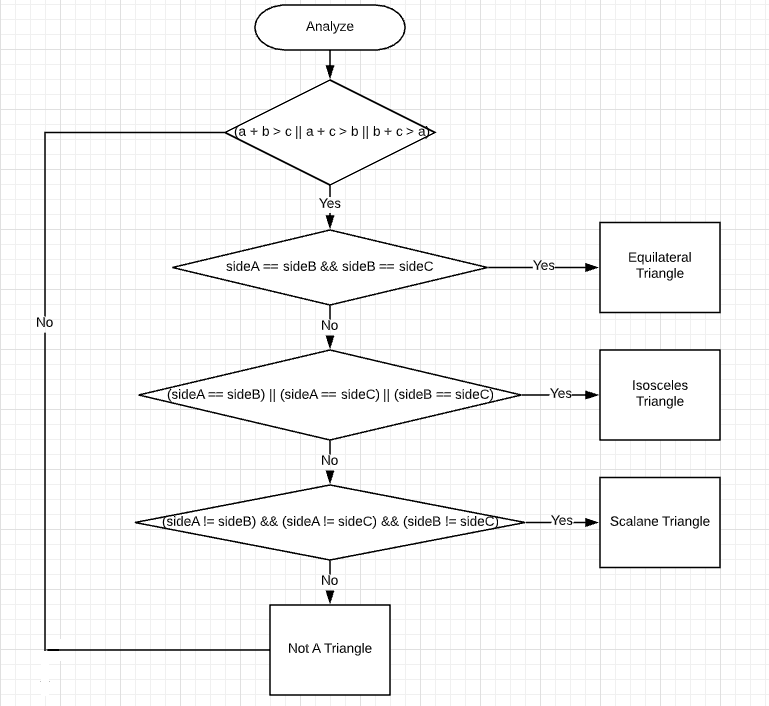 Analyze
(a + b > c || a + c > b || b + c > a)
Yes
sideA == sideB && sideB == sideC
Yes
Equilateral
Triangle
No
No
(sideA == sideB) || (sideA == sideC) || (sideB == sideC)
Yes
Isosceles
Triangle
No
(sideA != sideB) && (sideA != sideC) && (sideB != sideC)
Yes
Scalane Triangle
No
Not A Triangle